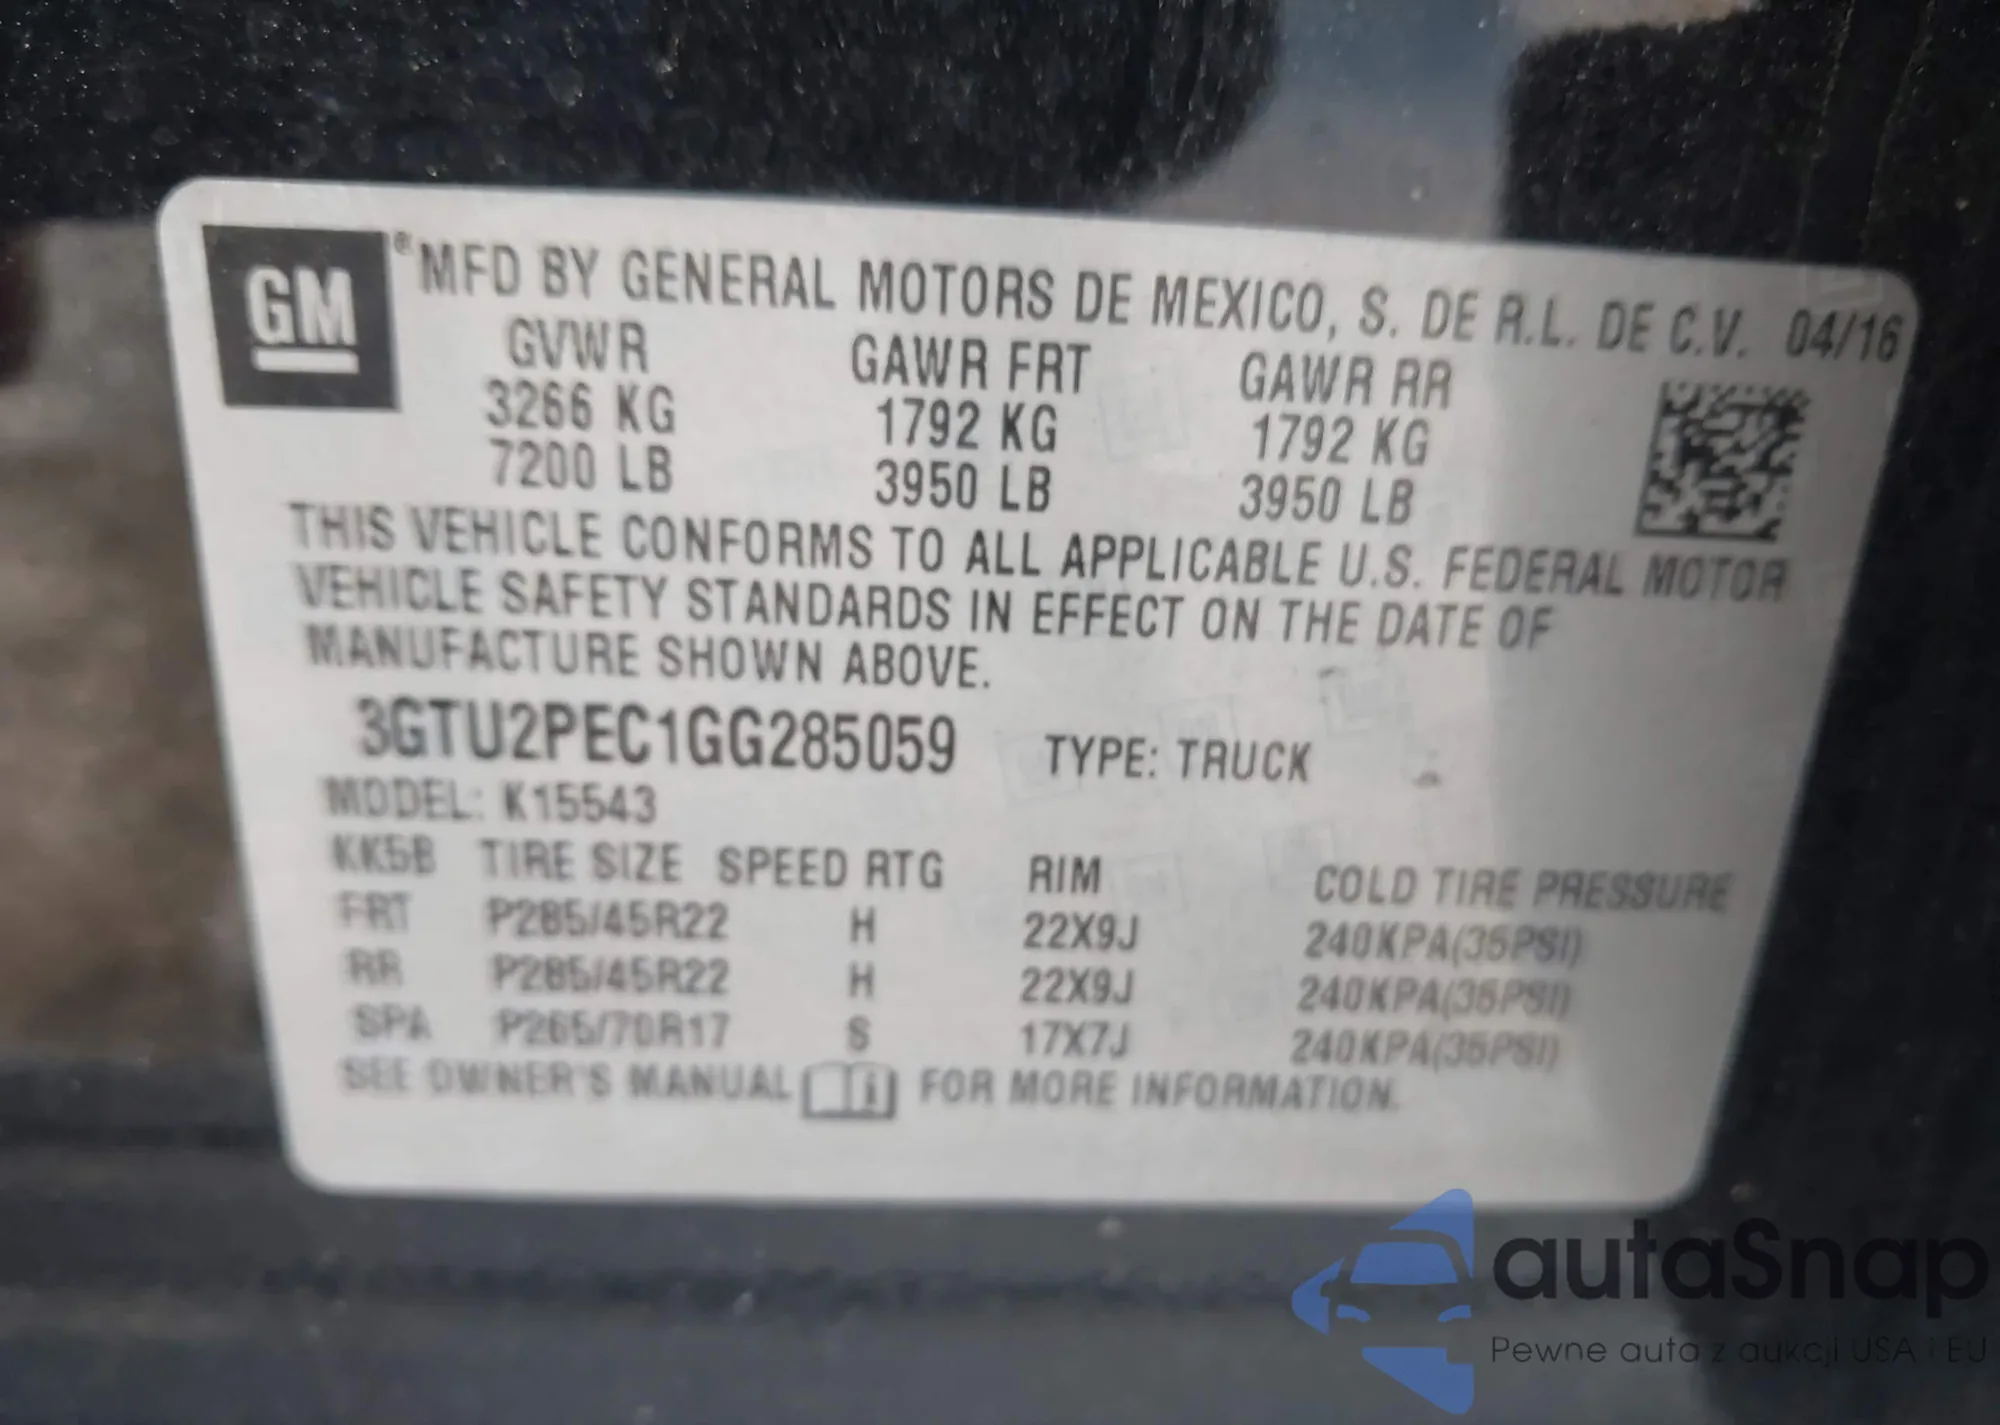 GM ® MFD BY GENERAL MOTORS DE MEXICO, S. DE R.L. DE C.V. 04/16
GVWR GAWR FRT GAWR RR
3266 KG 1792 KG 1792 KG
7200 LB 3950 LB 3950 LB
THIS VEHICLE CONFORMS TO ALL APPLICABLE U.S. FEDERAL MOTOR
VEHICLE SAFETY STANDARDS IN EFFECT ON THE DATE OF
MANUFACTURE SHOWN ABOVE.
3GTU2PEC1GG285059 TYPE: TRUCK
MODEL: K15543
KK5B TIRE SIZE SPEED RTG RIM COLD TIRE PRESSURE
FRT P285/45R22 H 22X9J 240KPA(35PSI)
RR P285/45R22 H 22X9J 240KPA(35PSI)
SPA P265/70R17 S 17X7J 240KPA(35PSI)
SEE OWNER'S MANUAL i FOR MORE INFORMATION.
autaSnap
Pewne auta z aukcji USA i EU